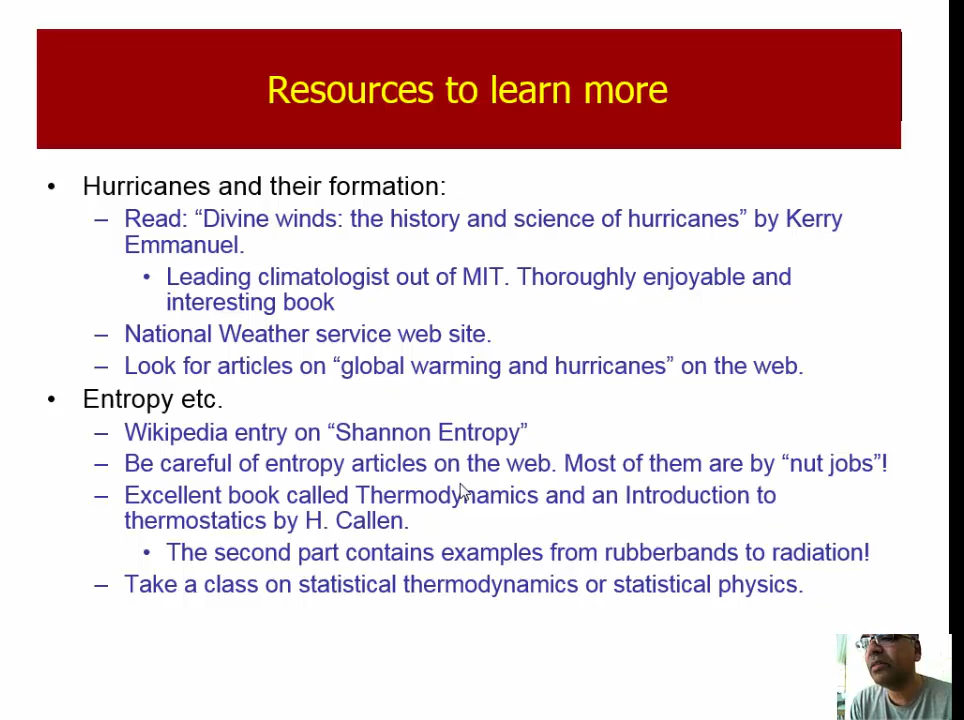 Resources to learn more
• Hurricanes and their formation:
– Read: “Divine winds: the history and science of hurricanes” by Kerry
Emmanuel.
• Leading climatologist out of MIT. Thoroughly enjoyable and
interesting book
– National Weather service web site.
– Look for articles on “global warming and hurricanes” on the web.
• Entropy etc.
– Wikipedia entry on “Shannon Entropy”
– Be careful of entropy articles on the web. Most of them are by “nut jobs”!
– Excellent book called Thermodynamics and an Introduction to
thermostatics by H. Callen.
• The second part contains examples from rubberbands to radiation!
– Take a class on statistical thermodynamics or statistical physics.